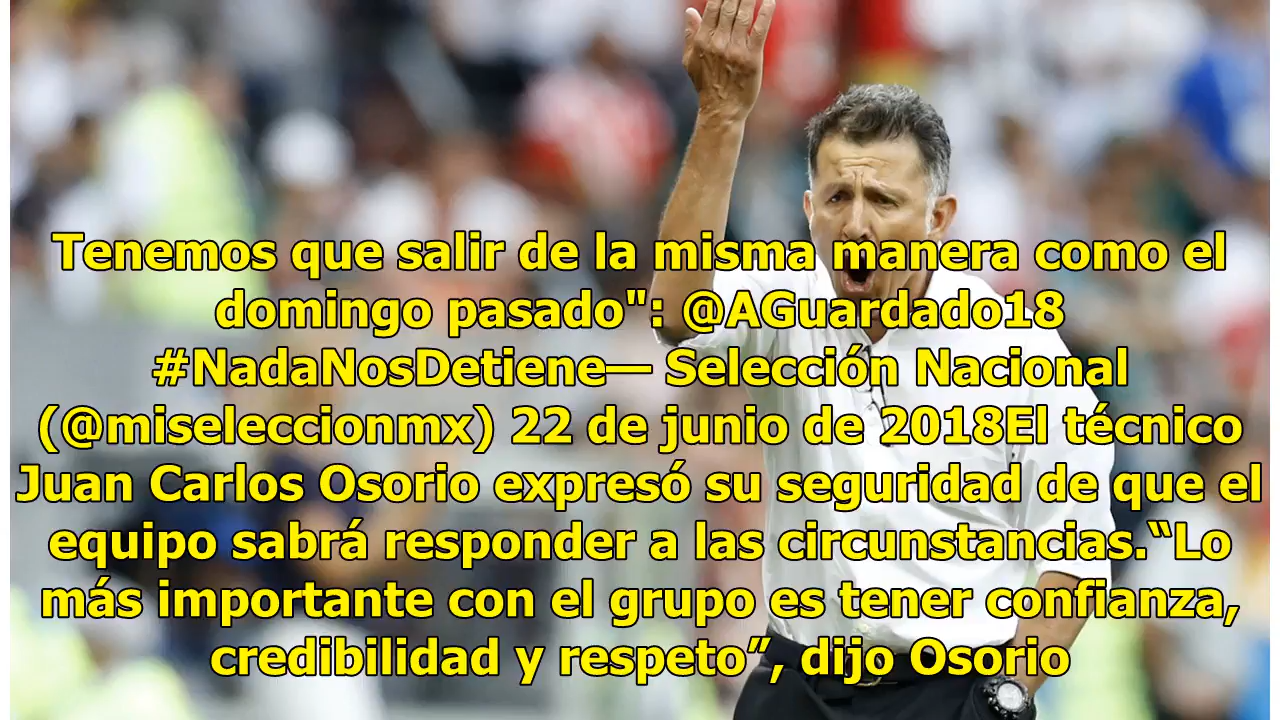 Tenemos que salir de la misma manera como el
domingo pasado": @AGuardado18
#NadaNosDetiene— Selección Nacional
(@miseleccionmx) 22 de junio de 2018El técnico
Juan Carlos Osorio expresó su seguridad de que el
equipo sabrá responder a las circunstancias.“Lo
más importante con el grupo es tener confianza,
credibilidad y respeto”, dijo Osorio